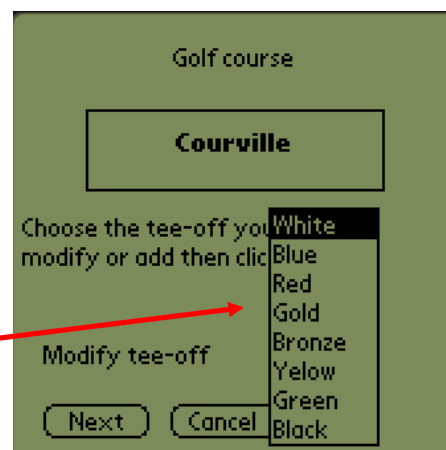 Golf course
Courville
Choose the tee-off you
modify or add then clic
White
Blue
Red
Gold
Bronze
Yelow
Green
Black
Modify tee-off
Next
Cancel